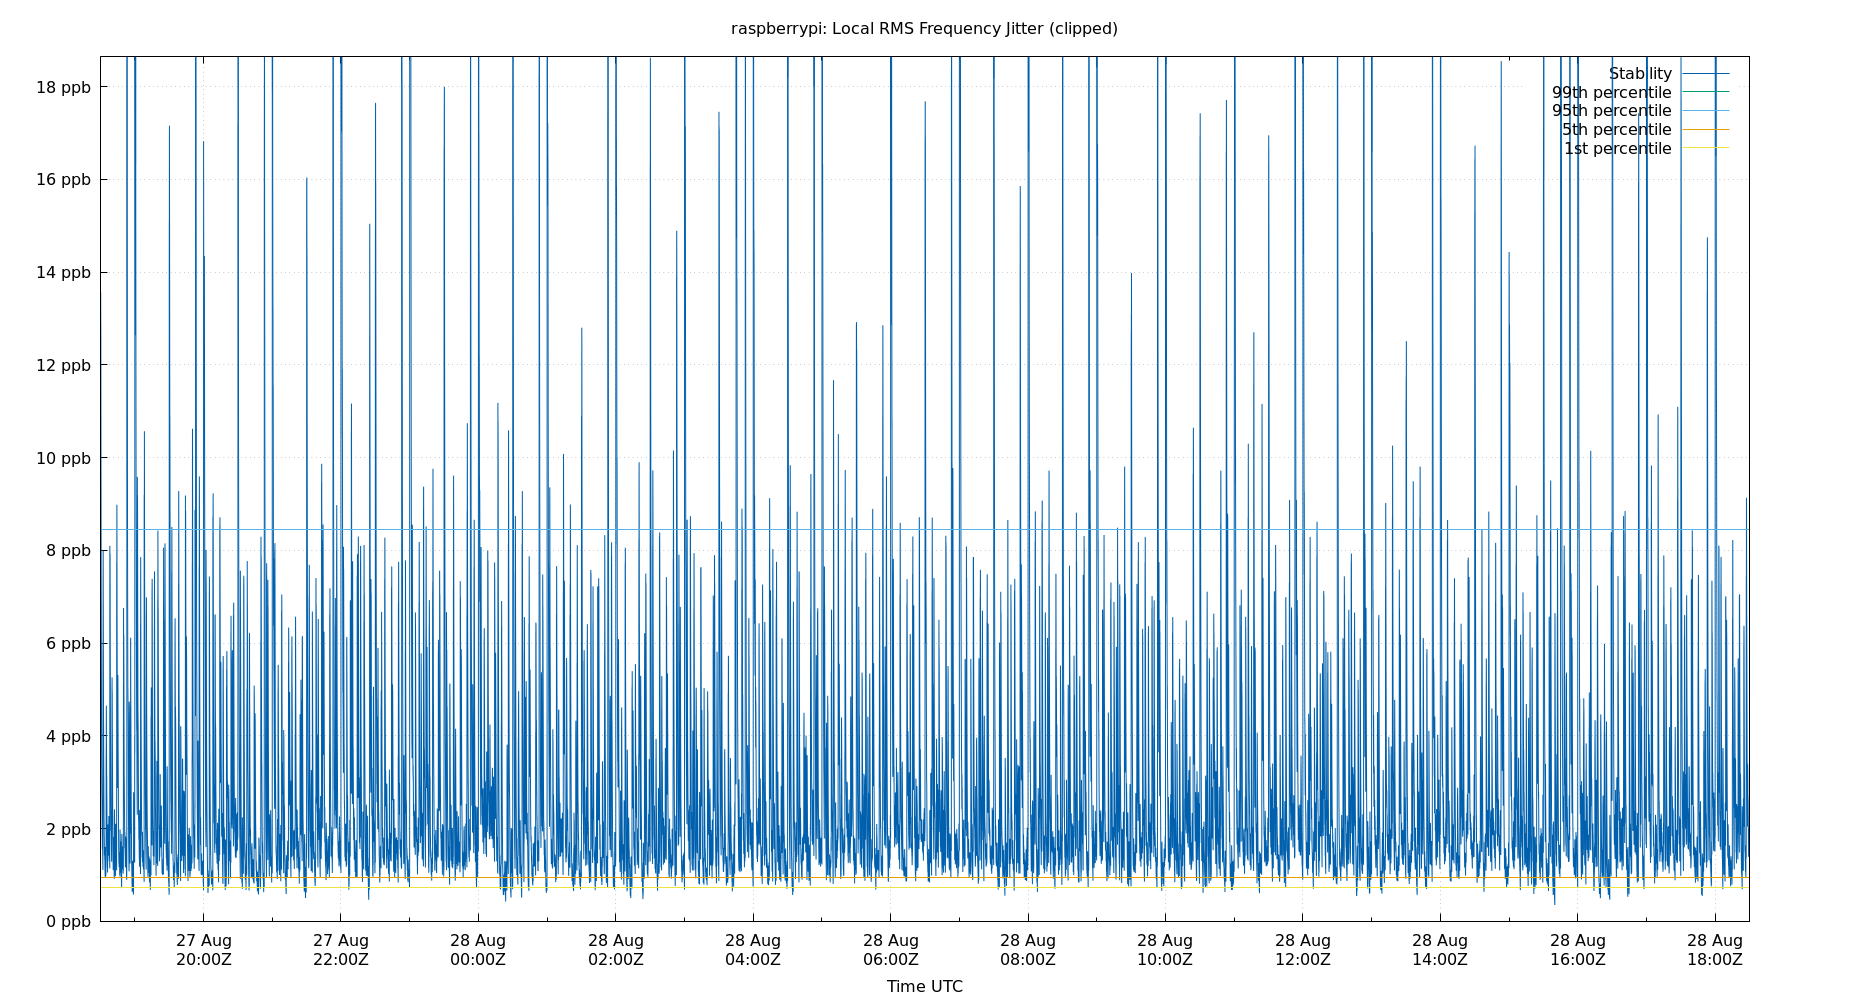 raspberrypi: Local RMS Frequency Jitter (clipped)
Stability
99th percentile
95th percentile
5th percentile
1st percentile
18 ppb
16 ppb
14 ppb
12 ppb
10 ppb
8 ppb
6 ppb
4 ppb
2 ppb
0 ppb
27 Aug 27 Aug 28 Aug 28 Aug 28 Aug 28 Aug 28 Aug 28 Aug 28 Aug 28 Aug 28 Aug 28 Aug
20:00Z 22:00Z 00:00Z 02:00Z 04:00Z 06:00Z 08:00Z 10:00Z 12:00Z 14:00Z 16:00Z 18:00Z
Time UTC